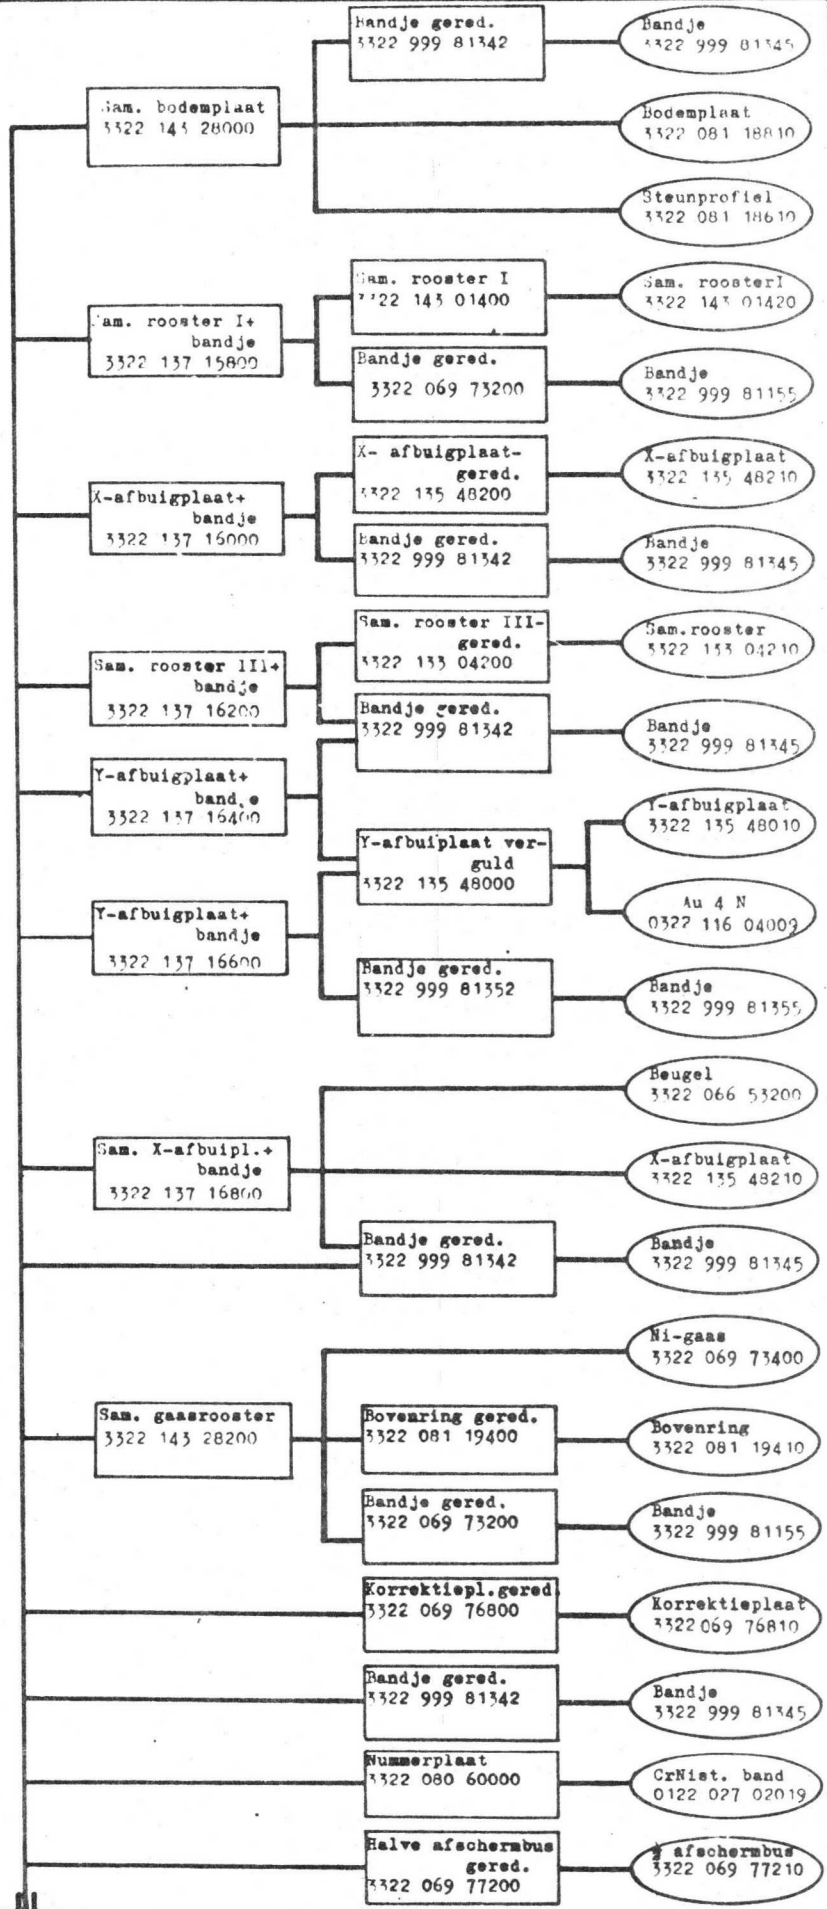 Bandje gered.
3322 999 81342
Bandje
3322 999 81345
Sam. bodemplaat
3322 143 28000
Bodemplaat
3322 081 18810
Steunprofiel
3322 081 18610
Sam. rooster I
3322 143 01400
Sam. roosterI
3322 143 01420
Sam. rooster I+
bandje
3322 137 15800
Bandje gered.
3322 069 73200
Bandje
3322 999 81155
X- afbuigplaat-
gered.
3322 135 48200
X-afbuigplaat
3322 135 48210
X-afbuigplaat+
bandje
3322 137 16000
Bandje gered.
3322 999 81342
Bandje
3322 999 81345
Sam. rooster III-
gered.
3322 133 04200
Sam.rooster
3322 133 04210
Sam. rooster III+
bandje
3322 137 16200
Bandje gered.
3322 999 81342
Bandje
3322 999 81345
Y-afbuigplaat+
bandje
3322 137 16400
Y-afbuigplaat
3322 135 48010
Y-afbuiplaat ver-
guld
3322 135 48000
Au 4 N
0322 116 04009
Y-afbuigplaat+
bandje
3322 137 16600
Bandje gered.
3322 999 81352
Bandje
3322 999 81355
Beugel
3322 066 53200
Sam. X-afbuipl.+
bandje
3322 137 16800
X-afbuigplaat
3322 135 48210
Bandje gered.
3322 999 81342
Bandje
3322 999 81345
Ni-gaas
3322 069 73400
Sam. gaasrooster
3322 143 28200
Bovenring gered.
3322 081 19400
Bovenring
3322 081 19410
Bandje gered.
3322 069 73200
Bandje
3322 999 81155
Korrektiepl.gered.
3322 069 76800
Korrektieplaat
3322 069 76810
Bandje gered.
3322 999 81342
Bandje
3322 999 81345
Nummerplaat
3322 080 60000
CrNist. band
0122 027 02019
Halve afschermbus
gered.
3322 069 77200
½ afschermbus
3322 069 77210